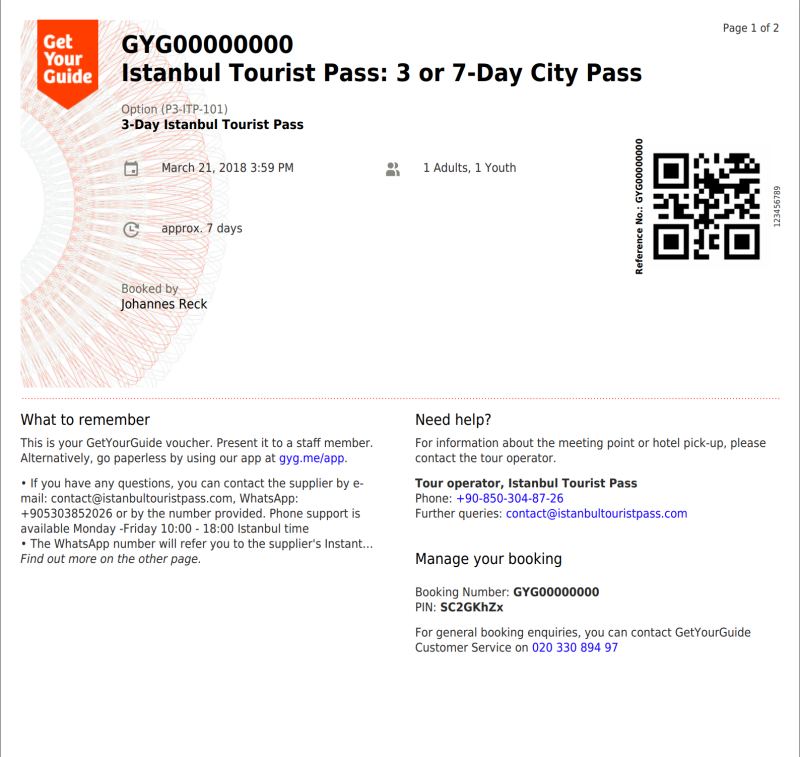 Page 1 of 2
Get
Your
Guide
GYG00000000
Istanbul Tourist Pass: 3 or 7-Day City Pass
Option (P3-ITP-101)
3-Day Istanbul Tourist Pass
March 21, 2018 3:59 PM
1 Adults, 1 Youth
Reference No.: GYG00000000
123456789
approx. 7 days
Booked by
Johannes Reck
What to remember
This is your GetYourGuide voucher. Present it to a staff member.
Alternatively, go paperless by using our app at gyg.me/app.
• If you have any questions, you can contact the supplier by e-
mail: contact@istanbultouristpass.com, WhatsApp:
+905303852026 or by the number provided. Phone support is
available Monday -Friday 10:00 - 18:00 Istanbul time
• The WhatsApp number will refer you to the supplier's Instant...
Find out more on the other page.
Need help?
For information about the meeting point or hotel pick-up, please
contact the tour operator.
Tour operator, Istanbul Tourist Pass
Phone: +90-850-304-87-26
Further queries: contact@istanbultouristpass.com
Manage your booking
Booking Number: GYG00000000
PIN: SC2GKhZx
For general booking enquiries, you can contact GetYourGuide
Customer Service on 020 330 894 97